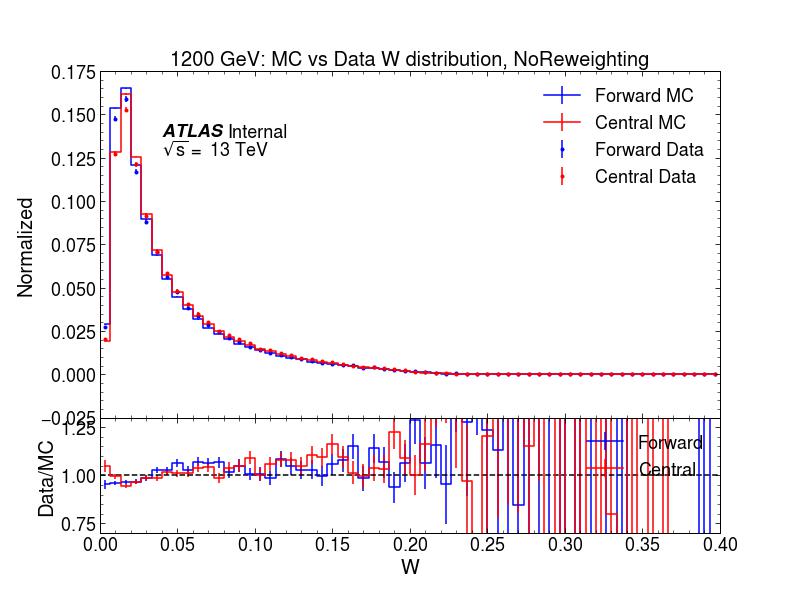 1200 GeV: MC vs Data W distribution, NoReweighting
0.175
0.150
0.125
0.100
0.075
0.050
0.025
0.000
−0.025
Normalized
ATLAS Internal
√s = 13 TeV
Forward MC
Central MC
Forward Data
Central Data
1.25
1.00
0.75
Data/MC
Forward
Central
0.00 0.05 0.10 0.15 0.20 0.25 0.30 0.35 0.40
W